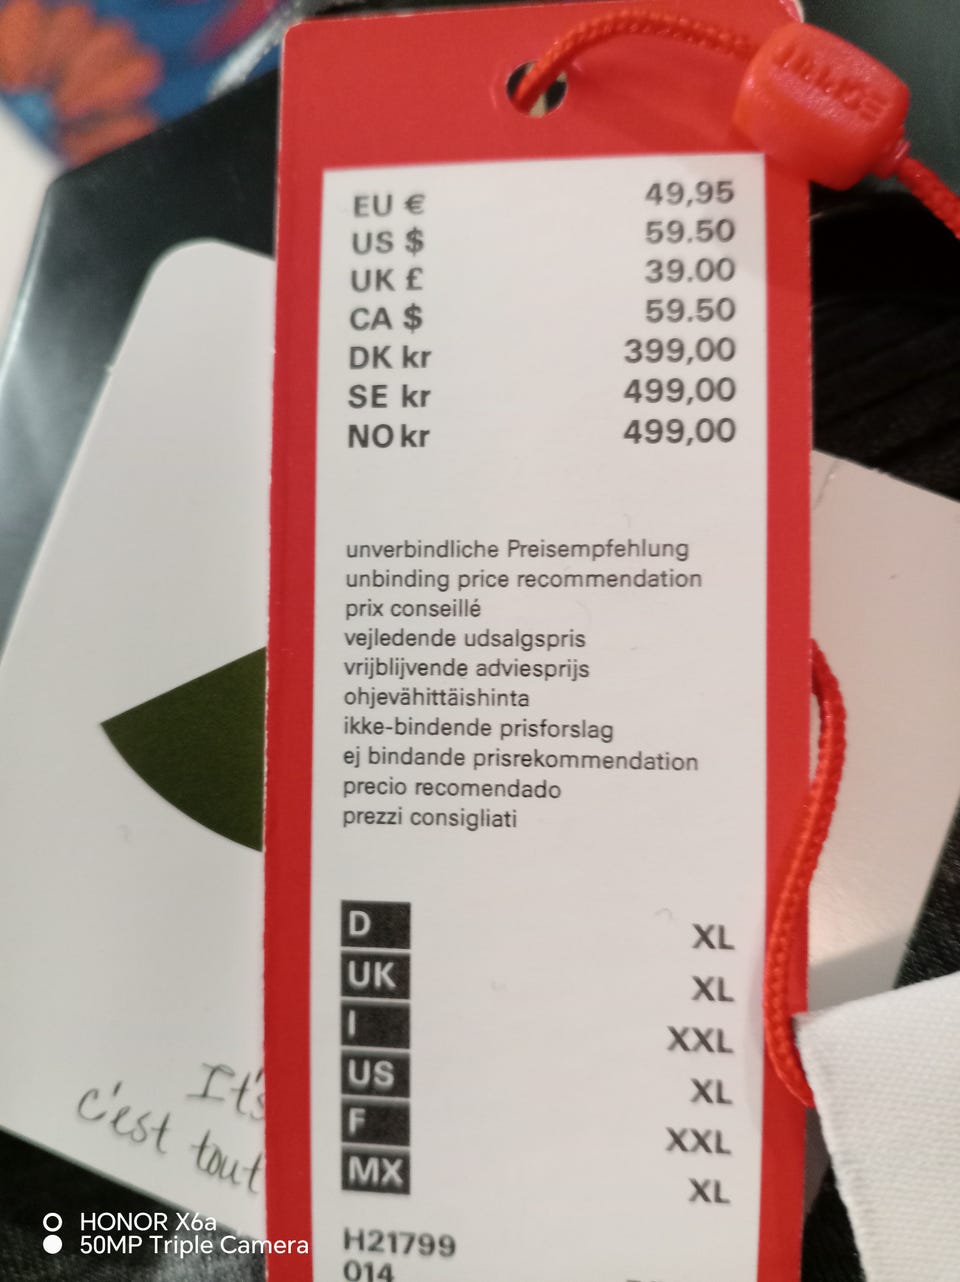 EU € 49,95
US $ 59.50
UK £ 39.00
CA $ 59.50
DK kr 399,00
SE kr 499,00
NO kr 499,00
unverbindliche Preisempfehlung
unbinding price recommendation
prix conseillé
vejledende udsalgspris
vrijblijvende adviesprijs
ohjevähittäishinta
ikke-bindende prisforslag
ej bindande prisrekommendation
precio recomendado
prezzi consigliati
D XL
UK XL
I XXL
US XL
F XXL
MX XL
H21799
014
It's
c'est tout
HONOR X6a
50MP Triple Camera